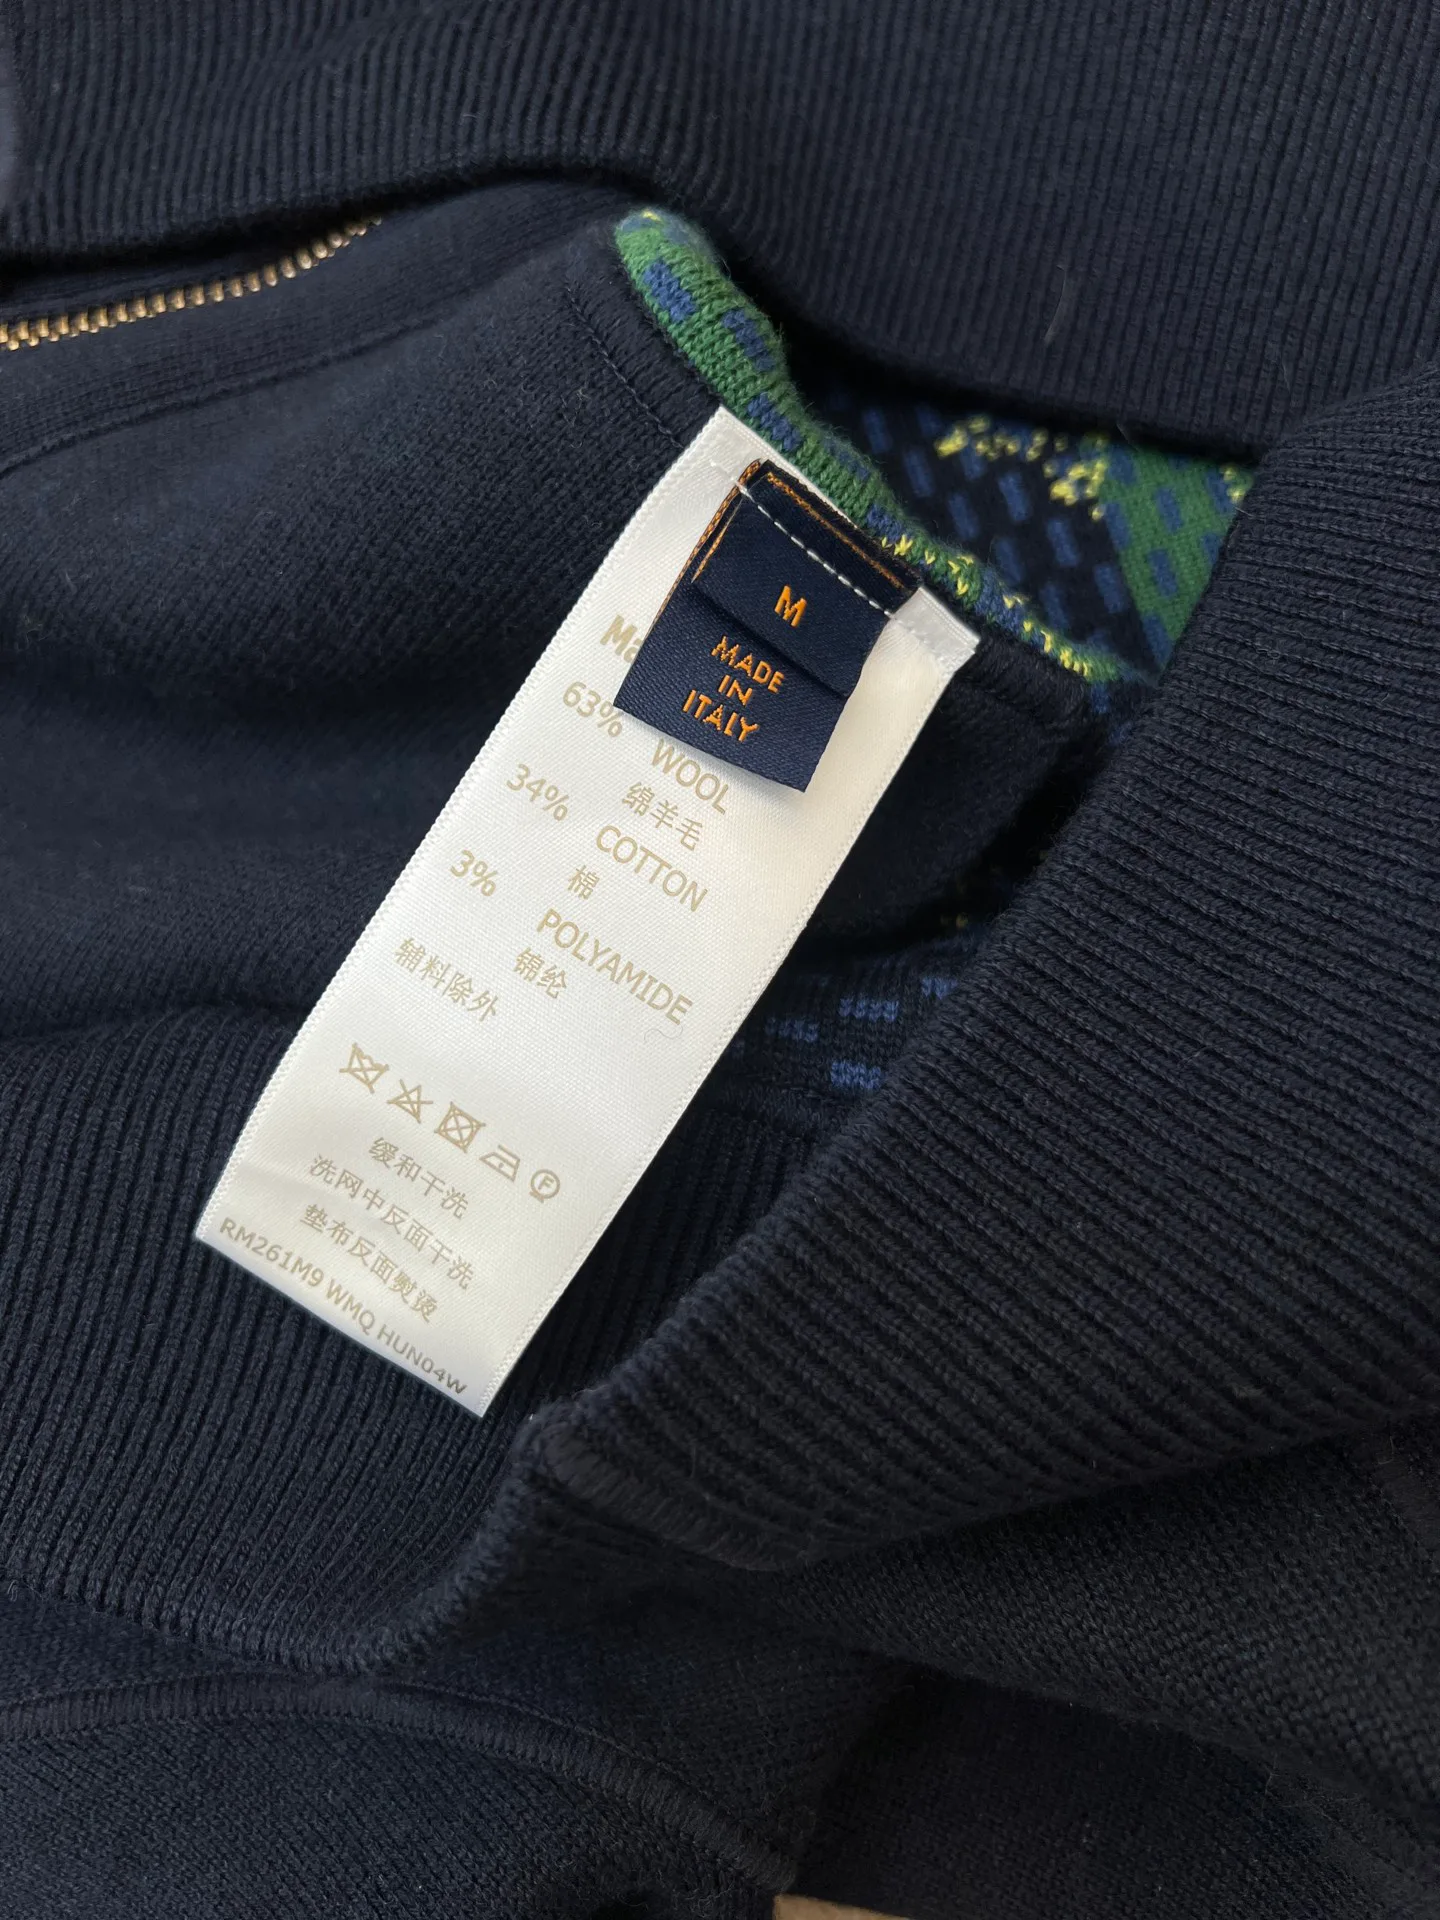 M
MADE
IN
ITALY
Ma
63% WOOL
绵羊毛
34% COTTON
棉
3% POLYAMIDE
锦纶
辅料除外
F
缓和干洗
洗网中反面干洗
垫布反面熨烫
RM261M9 WMQ HUN04W